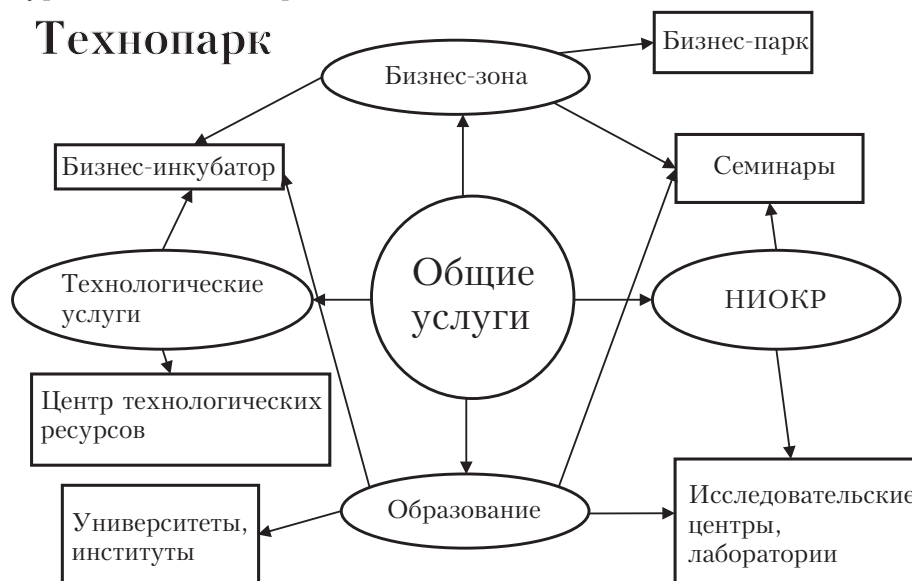 Технопарк
Бизнес-зона
Бизнес-парк
Бизнес-инкубатор
Семинары
Общие
услуги
Технологические
услуги
НИОКР
Центр технологических
ресурсов
Университеты,
институты
Образование
Исследовательские
центры,
лаборатории